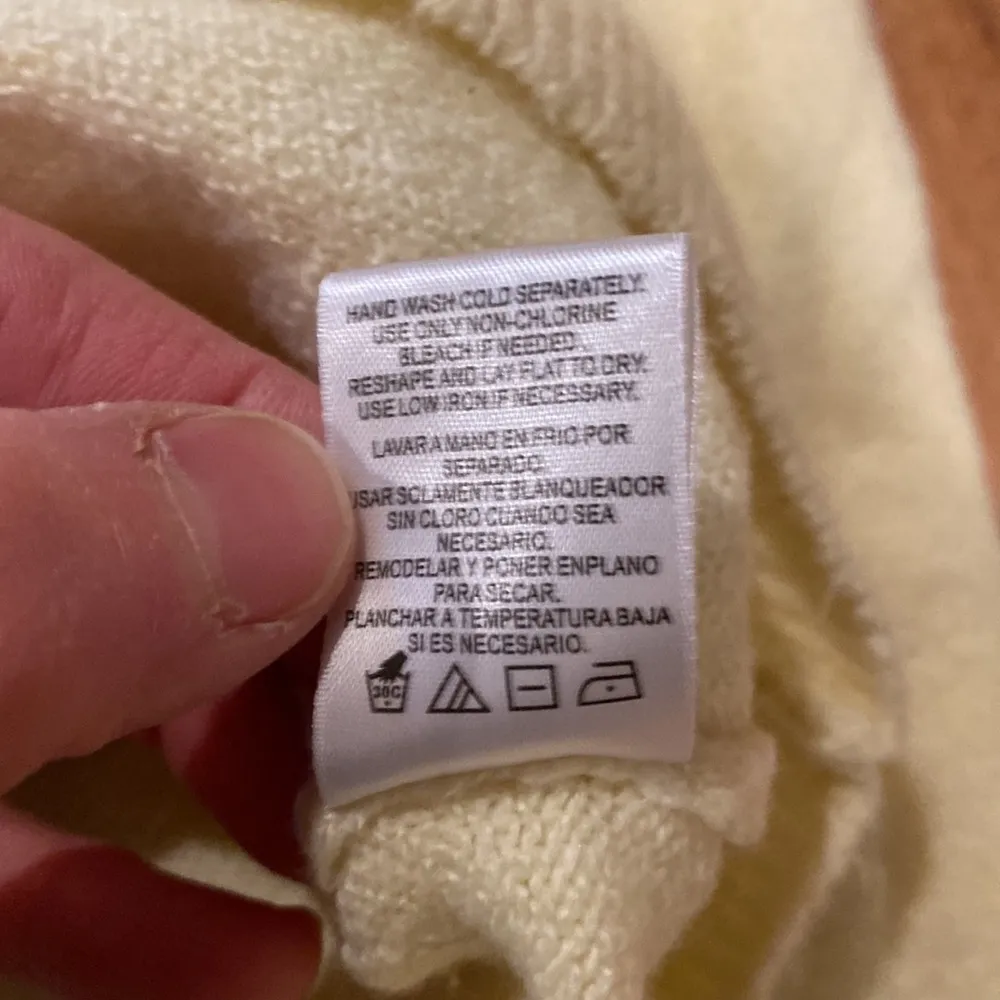 HAND WASH COLD SEPARATELY.
USE ONLY NON-CHLORINE
BLEACH IF NEEDED.
RESHAPE AND LAY FLAT TO DRY.
USE LOW IRON IF NECESSARY.
LAVAR A MANO EN FRIO POR
SEPARADO.
USAR SOLAMENTE BLANQUEADOR
SIN CLORO CUANDO SEA
NECESARIO.
REMODELAR Y PONER EN PLANO
PARA SECAR.
PLANCHAR A TEMPERATURA BAJA
SI ES NECESARIO.
30C